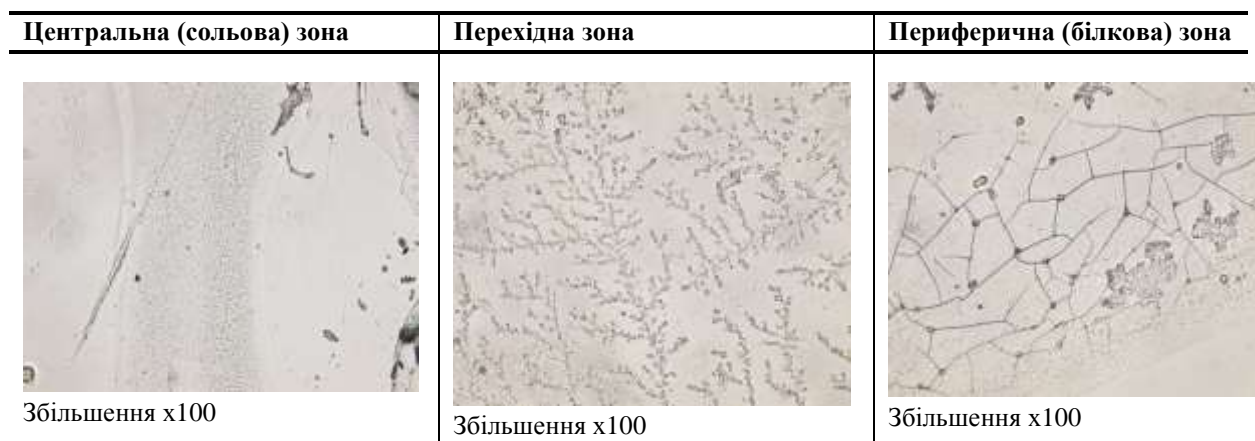 Центральна (сольова) зона
Перехідна зона
Периферична (білкова) зона
Збільшення х100
Збільшення х100
Збільшення х100